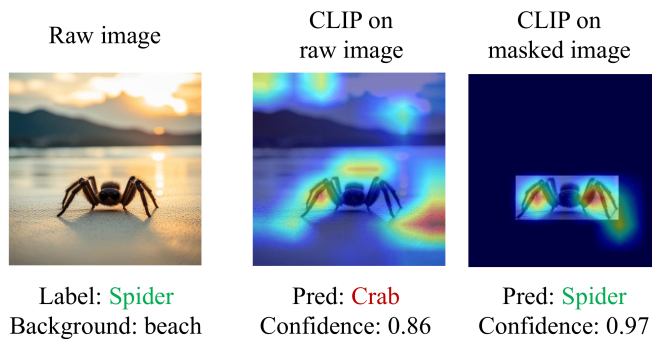 Raw image
CLIP on
raw image
CLIP on
masked image
Label: Spider
Background: beach
Pred: Crab
Confidence: 0.86
Pred: Spider
Confidence: 0.97